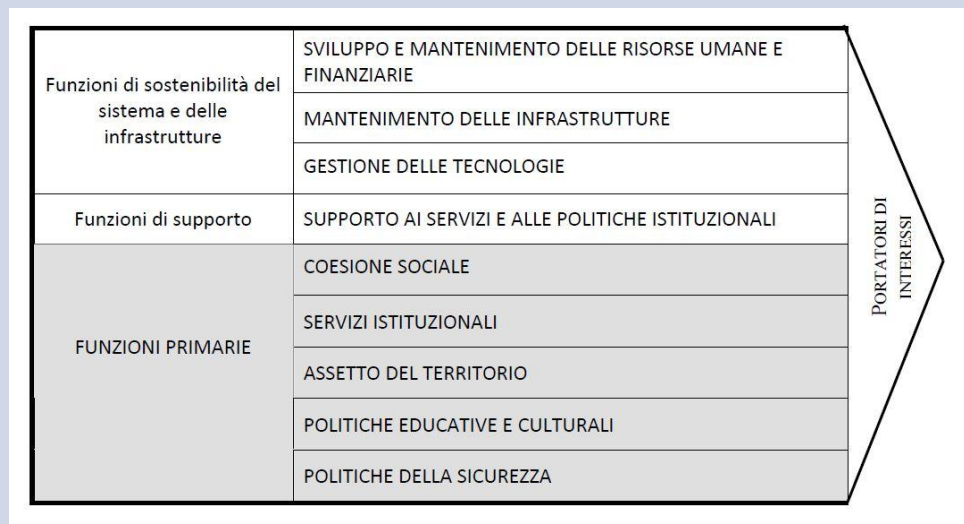 SVILUPPO E MANTENIMENTO DELLE RISORSE UMANE E
FINANZIARIE
Funzioni di sostenibilità del
sistema e delle
infrastrutture
MANTENIMENTO DELLE INFRASTRUTTURE
GESTIONE DELLE TECNOLOGIE
Funzioni di supporto
SUPPORTO AI SERVIZI E ALLE POLITICHE ISTITUZIONALI
FUNZIONI PRIMARIE
COESIONE SOCIALE
SERVIZI ISTITUZIONALI
ASSETTO DEL TERRITORIO
POLITICHE EDUCATIVE E CULTURALI
POLITICHE DELLA SICUREZZA
PORTATORI DI
INTERESSI